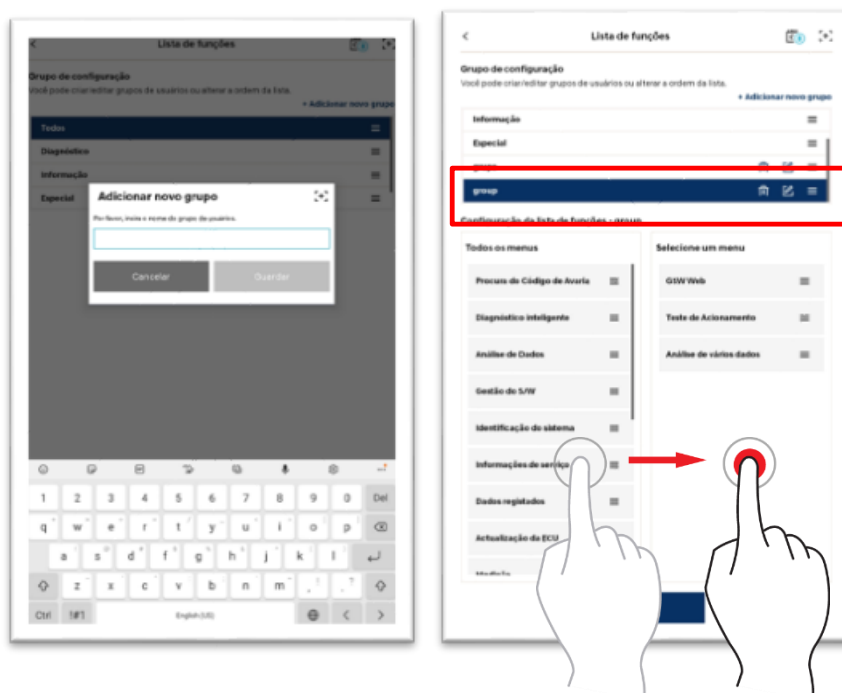 Lista de funções
Grupo de configuração
Você pode criar/editar grupos de usuários ou alterar a ordem da lista.
+ Adicionar novo grupo
Todos
Diagnóstico
Informação
Especial
Adicionar novo grupo
Por favor, insira o nome do grupo de usuários.
Cancelar
Guardar
1 2 3 4 5 6 7 8 9 0 Del
q w e r t y u i o p
a s d f g h j k l
z x c v b n m , ! . ?
Ctrl !#1 English (US) < >
Lista de funções
Grupo de configuração
Você pode criar/editar grupos de usuários ou alterar a ordem da lista.
+ Adicionar novo grupo
Informação
Especial
group
Configuração da lista de funções - group
Todos os menus
Selecione um menu
Procura do Código de Avaria
GSW Web
Diagnóstico inteligente
Teste de Acionamento
Análise de Dados
Análise de vários dados
Gestão do S/W
Identificação do sistema
Informações de serviço
Dados registados
Actualização da ECU
Medição